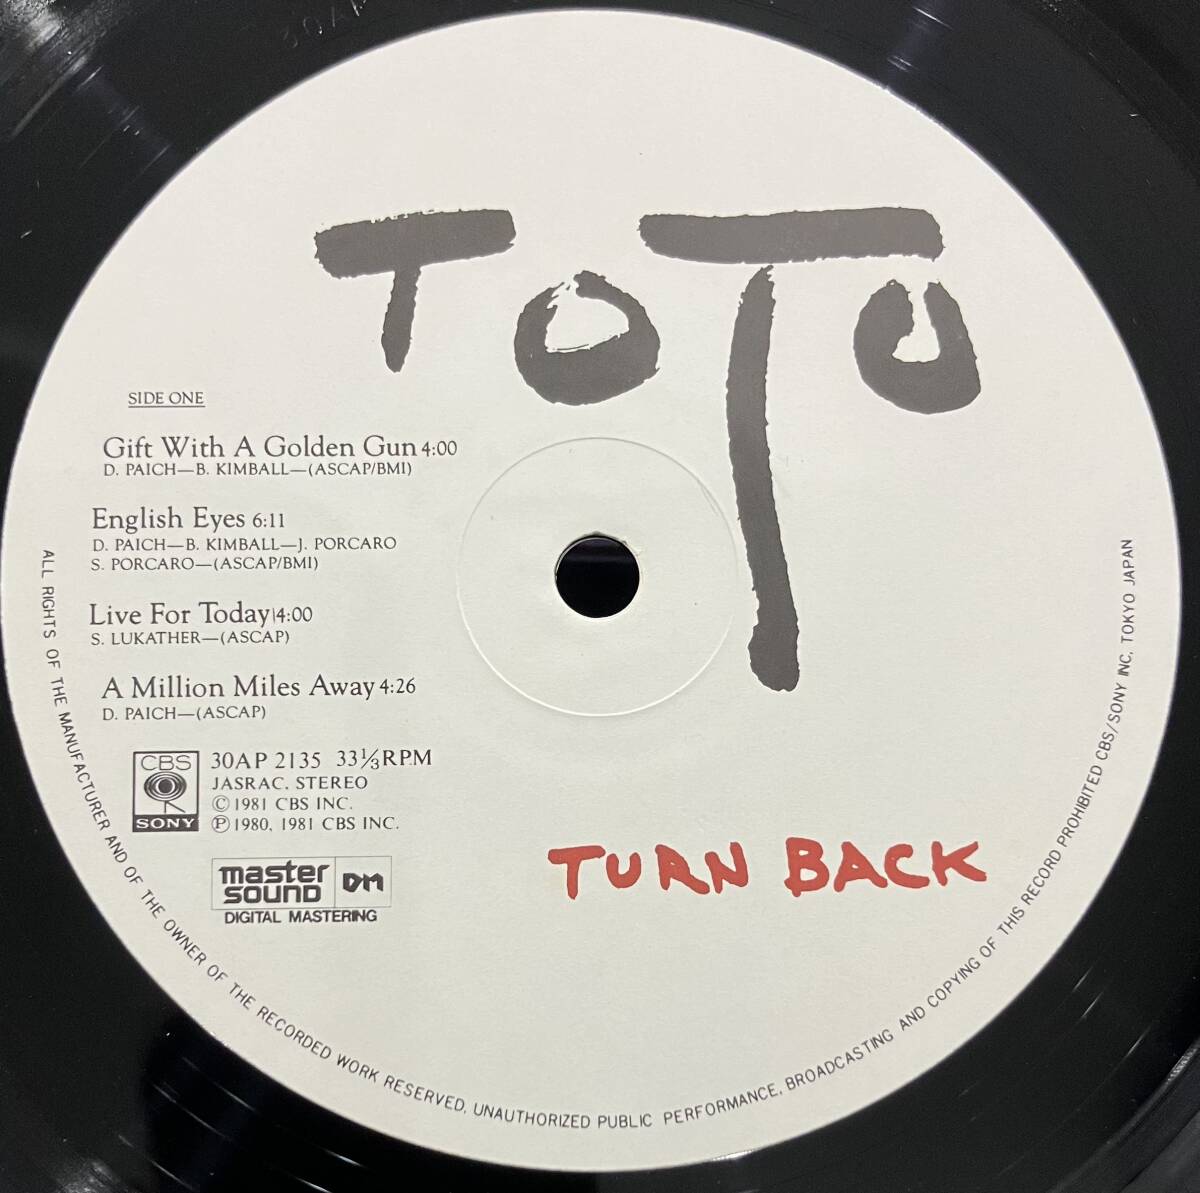 TOTO
SIDE ONE
Gift With A Golden Gun 4:00
D. PAICH—B. KIMBALL—(ASCAP/BMI)
English Eyes 6:11
D. PAICH—B. KIMBALL—J. PORCARO
S. PORCARO—(ASCAP/BMI)
Live For Today 4:00
S. LUKATHER—(ASCAP)
A Million Miles Away 4:26
D. PAICH—(ASCAP)
CBS
SONY
30AP 2135 33⅓RPM
JASRAC. STEREO
Ⓒ1981 CBS INC.
Ⓟ1980, 1981 CBS INC.
master
sound
DM
DIGITAL MASTERING
TURN BACK
ALL RIGHTS OF THE MANUFACTURER AND OF THE OWNER OF THE RECORDED WORK RESERVED, UNAUTHORIZED PUBLIC PERFORMANCE, BROADCASTING AND COPYING OF THIS RECORD PROHIBITED CBS/SONY INC, TOKYO JAPAN